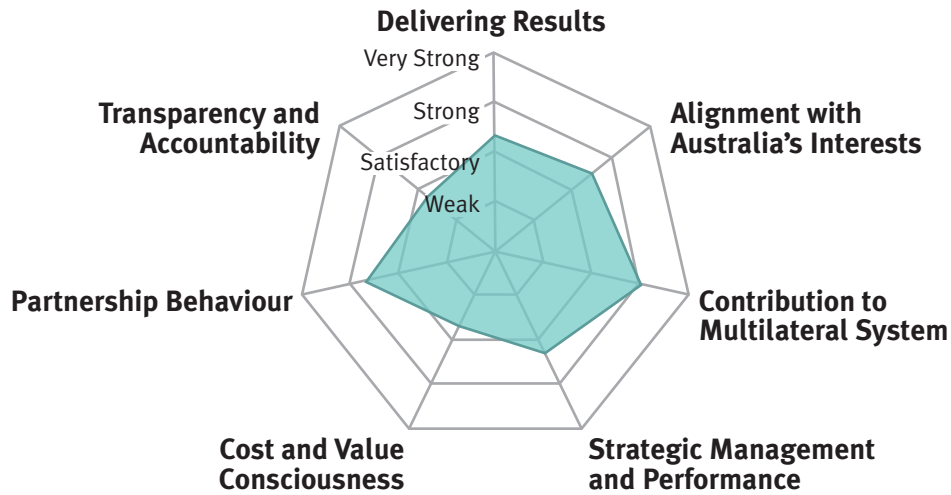 Delivering Results
Very Strong
Strong
Satisfactory
Weak
Alignment with
Australia’s Interests
Contribution to
Multilateral System
Strategic Management
and Performance
Cost and Value
Consciousness
Partnership Behaviour
Transparency and
Accountability